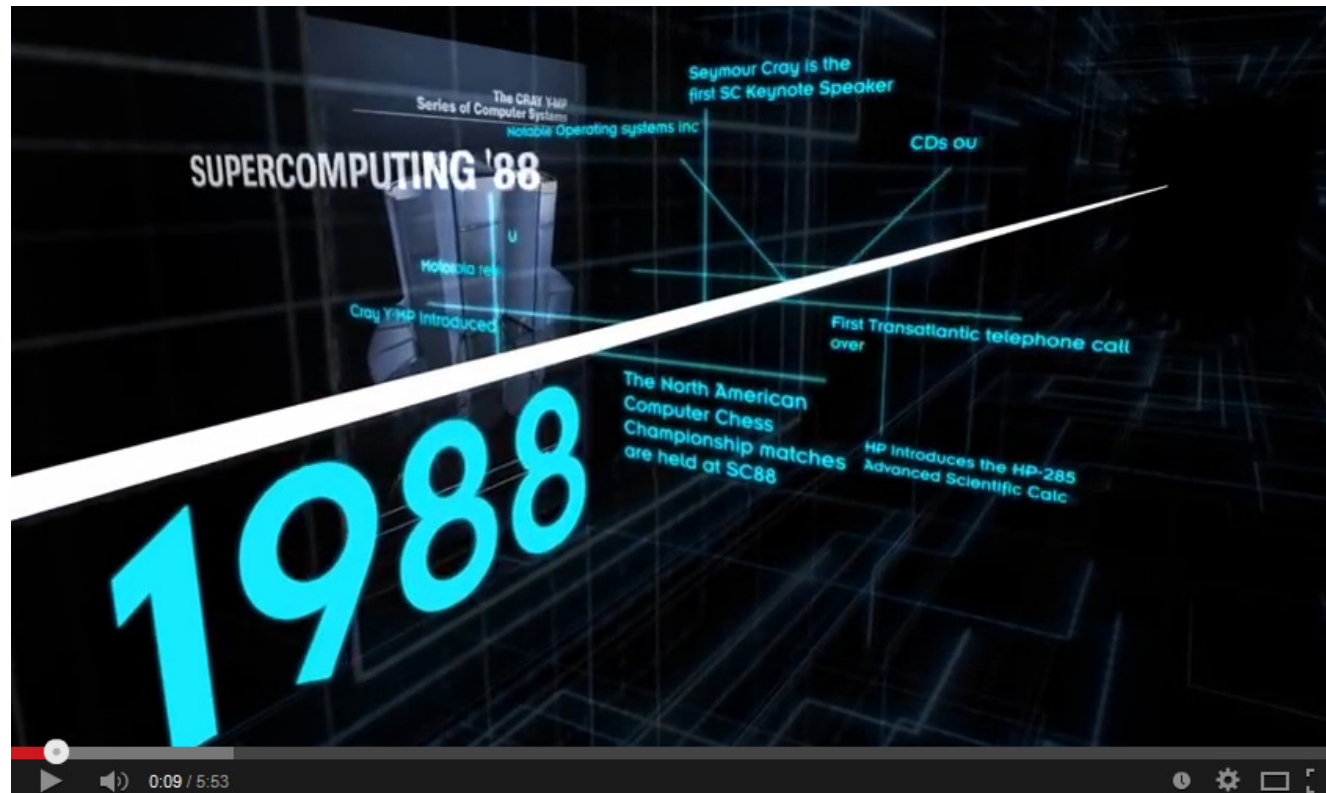 The CRAY Y-MP
Series of Computer Systems
SUPERCOMPUTING '88
Seymour Cray is the
first SC Keynote Speaker
Notable Operating systems inc
CDs ou
U
Motorola rel
Cray Y-MP Introduced
First Transatlantic telephone call
over
The North American
Computer Chess
Championship matches
are held at SC88
HP Introduces the HP-285
Advanced Scientific Calc
1988
0:09 / 5:53